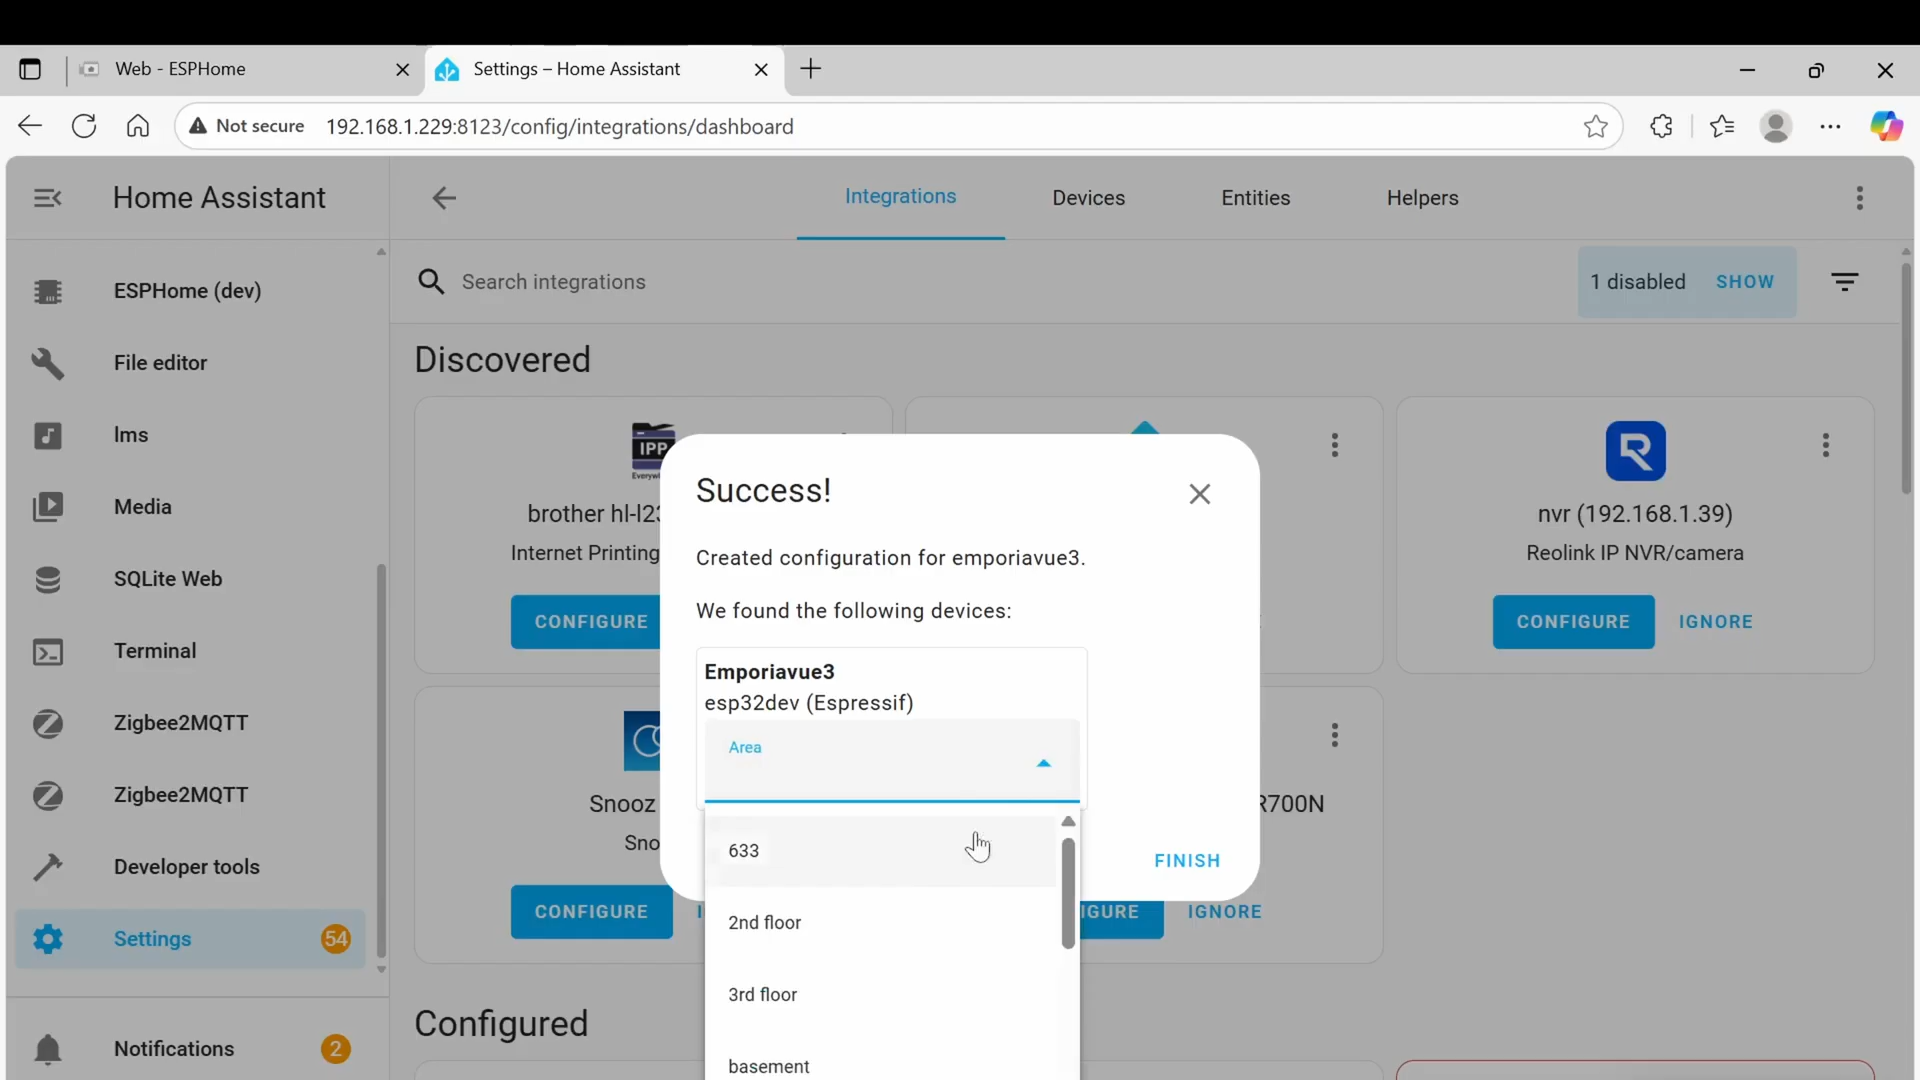 Web - ESPHome
Settings – Home Assistant
Not secure
192.168.1.229:8123/config/integrations/dashboard
Home Assistant
Integrations
Devices
Entities
Helpers
ESPHome (dev)
File editor
lms
Media
SQLite Web
Terminal
Zigbee2MQTT
Zigbee2MQTT
Developer tools
Settings
54
Notifications
2
Search integrations
1 disabled
SHOW
Discovered
IPP
brother hl-l23
Internet Printing
CONFIGURE
nvr (192.168.1.39)
Reolink IP NVR/camera
CONFIGURE
IGNORE
Snooz
Sno
CONFIGURE
R700N
IGURE
IGNORE
Configured
Success!
Created configuration for emporiavue3.
We found the following devices:
Emporiavue3
esp32dev (Espressif)
Area
633
2nd floor
3rd floor
basement
FINISH